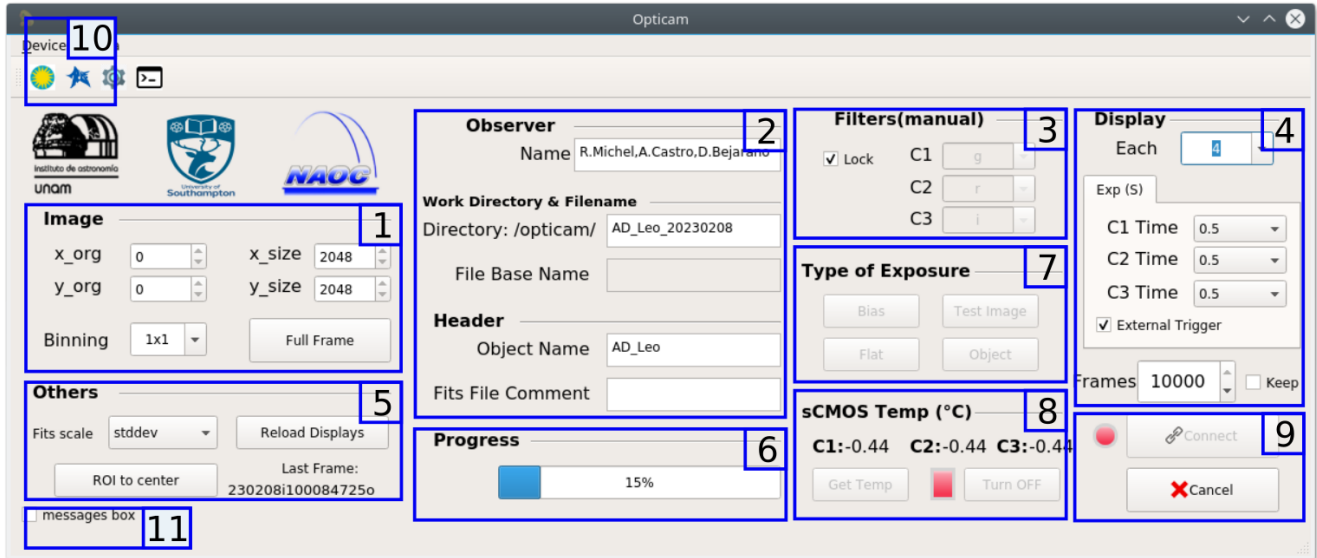 Opticam
Device
10
instituto de astronomía
unam
University of
Southampton
NAOC
Image
1
x_org 0 x_size 2048
y_org 0 y_size 2048
Binning 1x1 Full Frame
Others
5
Fits scale stddev Reload Displays
ROI to center
Last Frame:
230208i100084725o
messages box
11
Observer
2
Name R.Michel,A.Castro,D.Bejarano
Work Directory & Filename
Directory: /opticam/ AD_Leo_20230208
File Base Name
Header
Object Name AD_Leo
Fits File Comment
Progress
6
15%
Filters(manual)
3
Lock C1 g
C2 r
C3 i
Type of Exposure
7
Bias Test Image
Flat Object
sCMOS Temp (°C)
8
C1:-0.44 C2:-0.44 C3:-0.44
Get Temp Turn OFF
Display
4
Each 4
Exp (S)
C1 Time 0.5
C2 Time 0.5
C3 Time 0.5
External Trigger
Frames 10000 Keep
Connect
9
Cancel